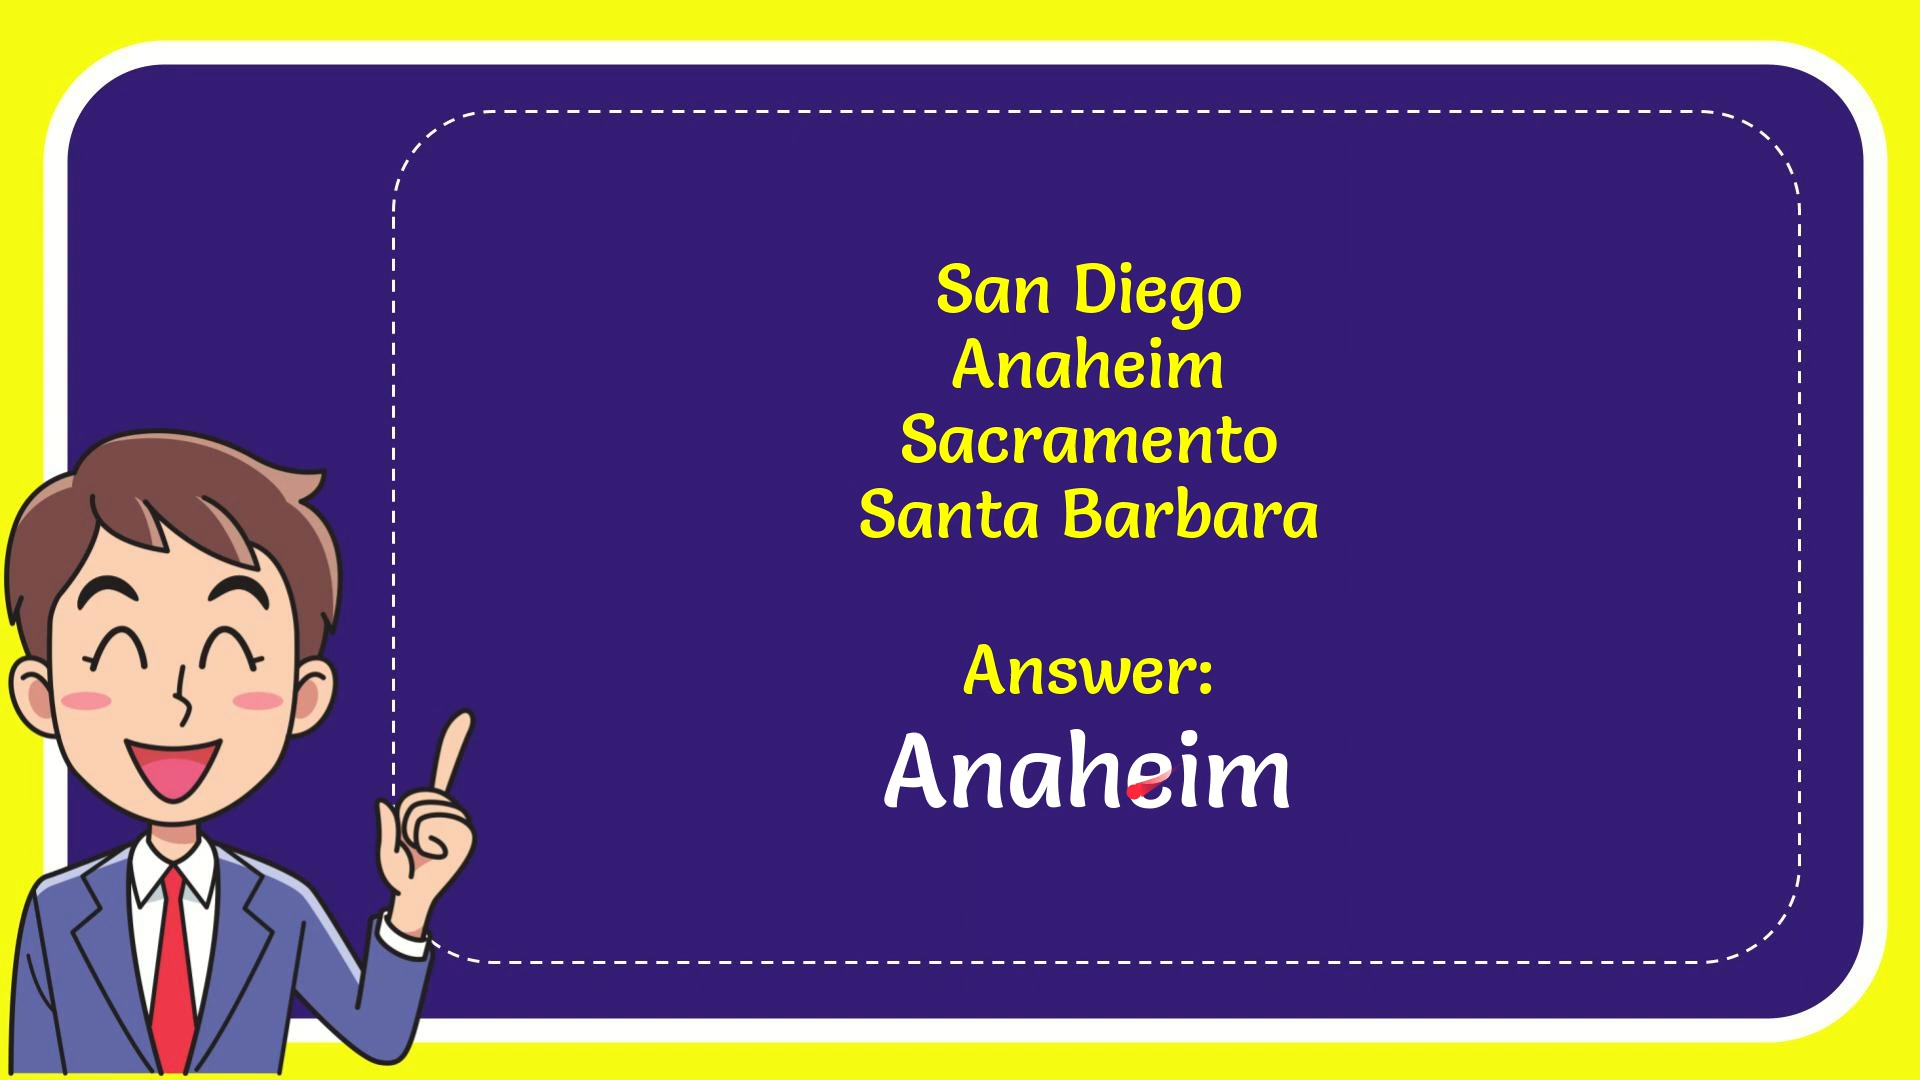 San Diego
Anaheim
Sacramento
Santa Barbara
Answer:
Anaheim